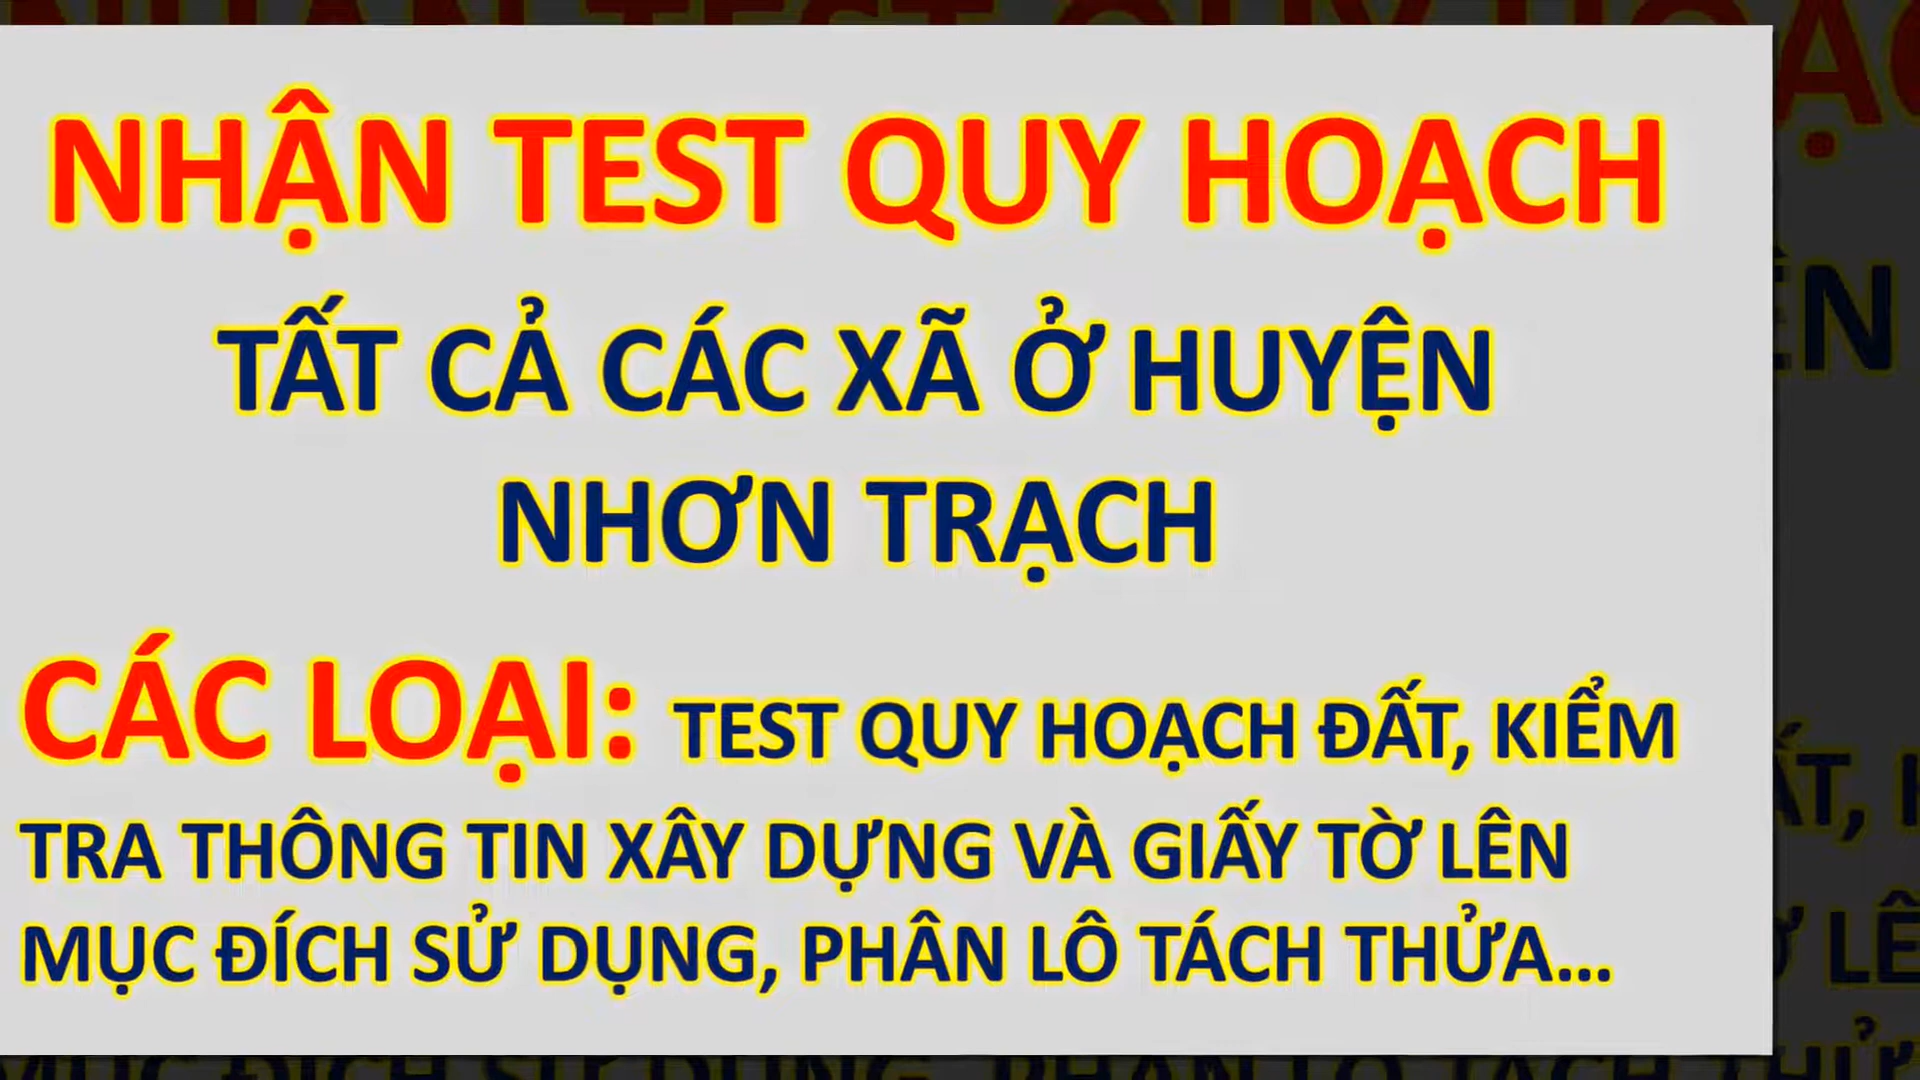 NHẬN TEST QUY HOẠCH
TẤT CẢ CÁC XÃ Ở HUYỆN
NHƠN TRẠCH
CÁC LOẠI: TEST QUY HOẠCH ĐẤT, KIỂM
TRA THÔNG TIN XÂY DỰNG VÀ GIẤY TỜ LÊN
MỤC ĐÍCH SỬ DỤNG, PHÂN LÔ TÁCH THỬA...